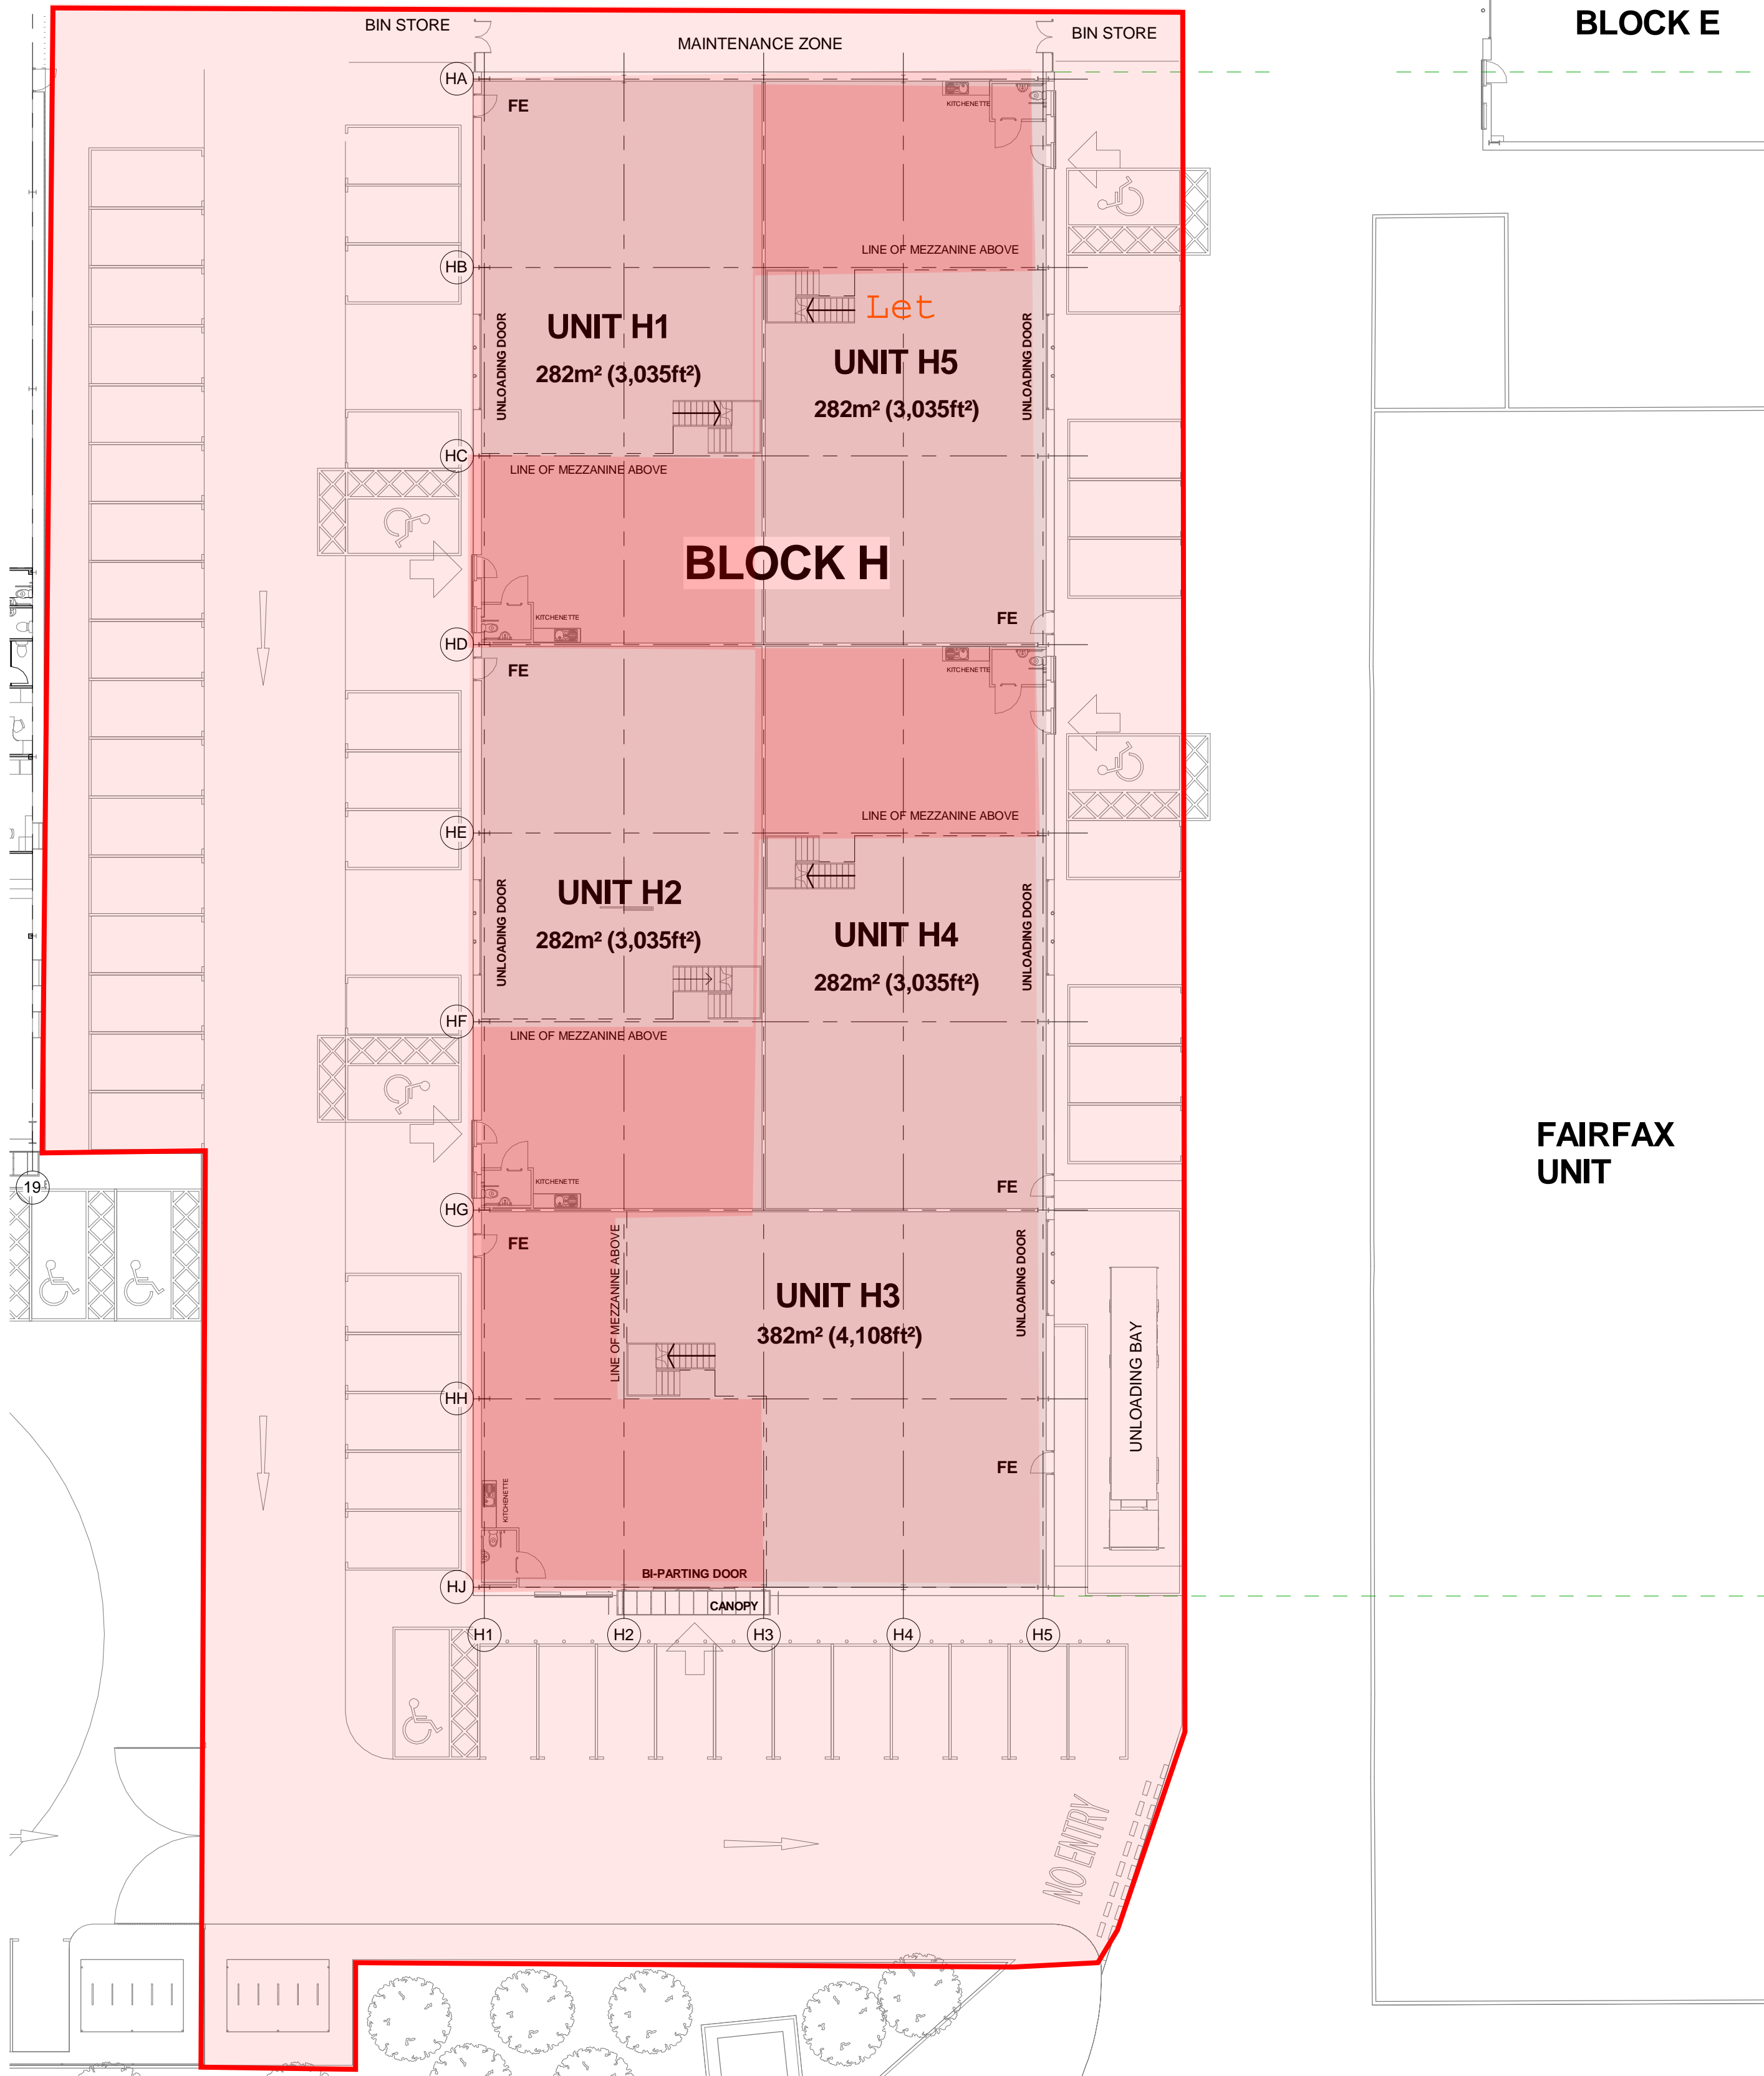 BIN STORE
MAINTENANCE ZONE
BIN STORE
BLOCK E
HA
FE
KITCHENETTE
LINE OF MEZZANINE ABOVE
HB
Let
UNIT H1
282m² (3,035ft²)
UNLOADING DOOR
UNIT H5
282m² (3,035ft²)
UNLOADING DOOR
HC
LINE OF MEZZANINE ABOVE
BLOCK H
KITCHENETTE
FE
HD
FE
KITCHENETTE
LINE OF MEZZANINE ABOVE
HE
UNIT H2
282m² (3,035ft²)
UNLOADING DOOR
UNIT H4
282m² (3,035ft²)
UNLOADING DOOR
HF
LINE OF MEZZANINE ABOVE
FAIRFAX
UNIT
KITCHENETTE
FE
19
HG
FE
LINE OF MEZZANINE ABOVE
UNIT H3
382m² (4,108ft²)
UNLOADING DOOR
UNLOADING BAY
HH
FE
KITCHENETTE
BI-PARTING DOOR
HJ
CANOPY
H1
H2
H3
H4
H5
NO ENTRY